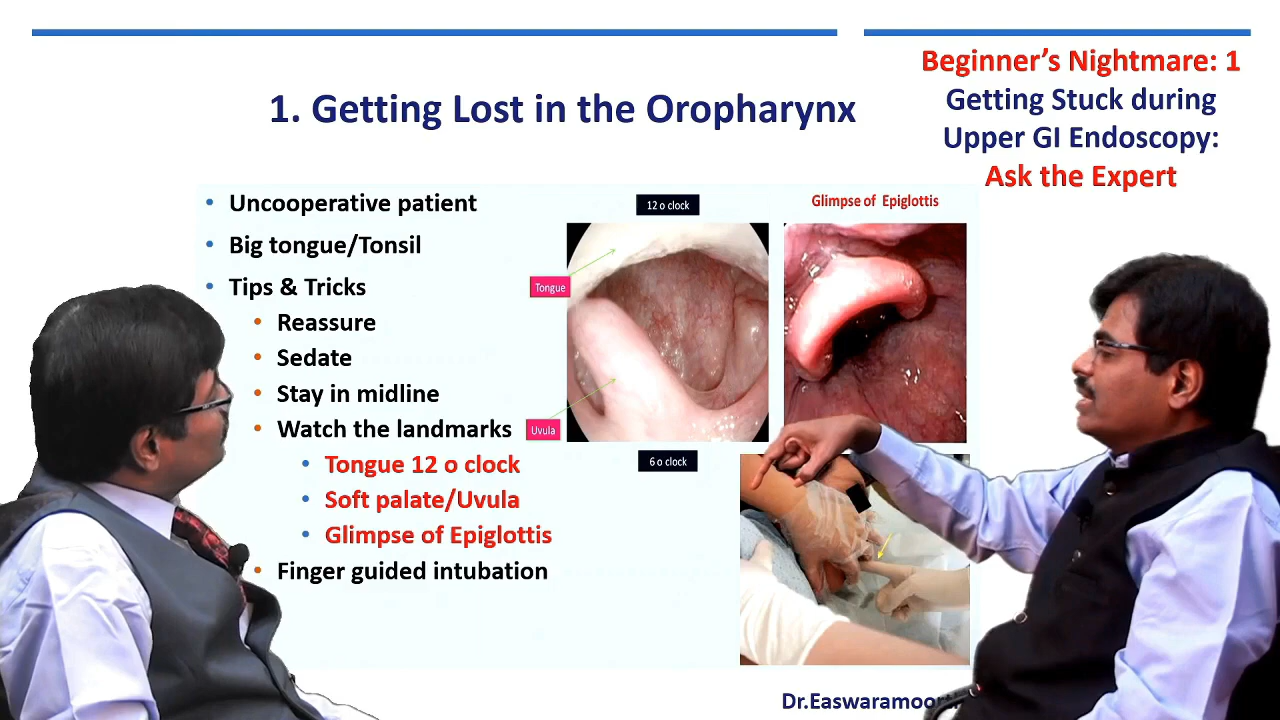 Beginner's Nightmare: 1
Getting Stuck during
Upper GI Endoscopy:
Ask the Expert
1. Getting Lost in the Oropharynx
• Uncooperative patient
• Big tongue/Tonsil
• Tips & Tricks
• Reassure
• Sedate
• Stay in midline
• Watch the landmarks
• Tongue 12 o clock
• Soft palate/Uvula
• Glimpse of Epiglottis
• Finger guided intubation
12 o clock
Tongue
Uvula
6 o clock
Glimpse of Epiglottis